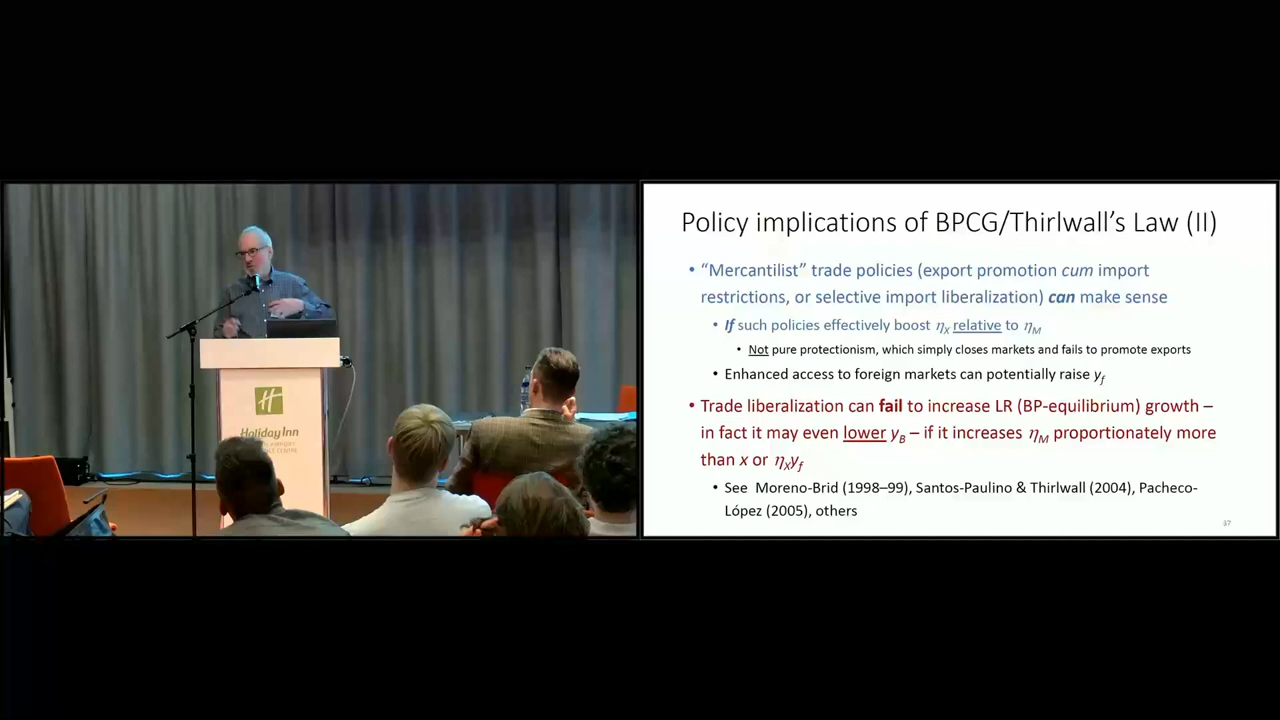 Policy implications of BPCG/Thirlwall's Law (II)
• “Mercantilist” trade policies (export promotion cum import
restrictions, or selective import liberalization) can make sense
• If such policies effectively boost ηX relative to ηM
• Not pure protectionism, which simply closes markets and fails to promote exports
• Enhanced access to foreign markets can potentially raise yf
• Trade liberalization can fail to increase LR (BP-equilibrium) growth –
in fact it may even lower yB – if it increases ηM proportionately more
than x or ηXyf
• See Moreno-Brid (1998–99), Santos-Paulino & Thirlwall (2004), Pacheco-
López (2005), others
37
H
Holiday Inn